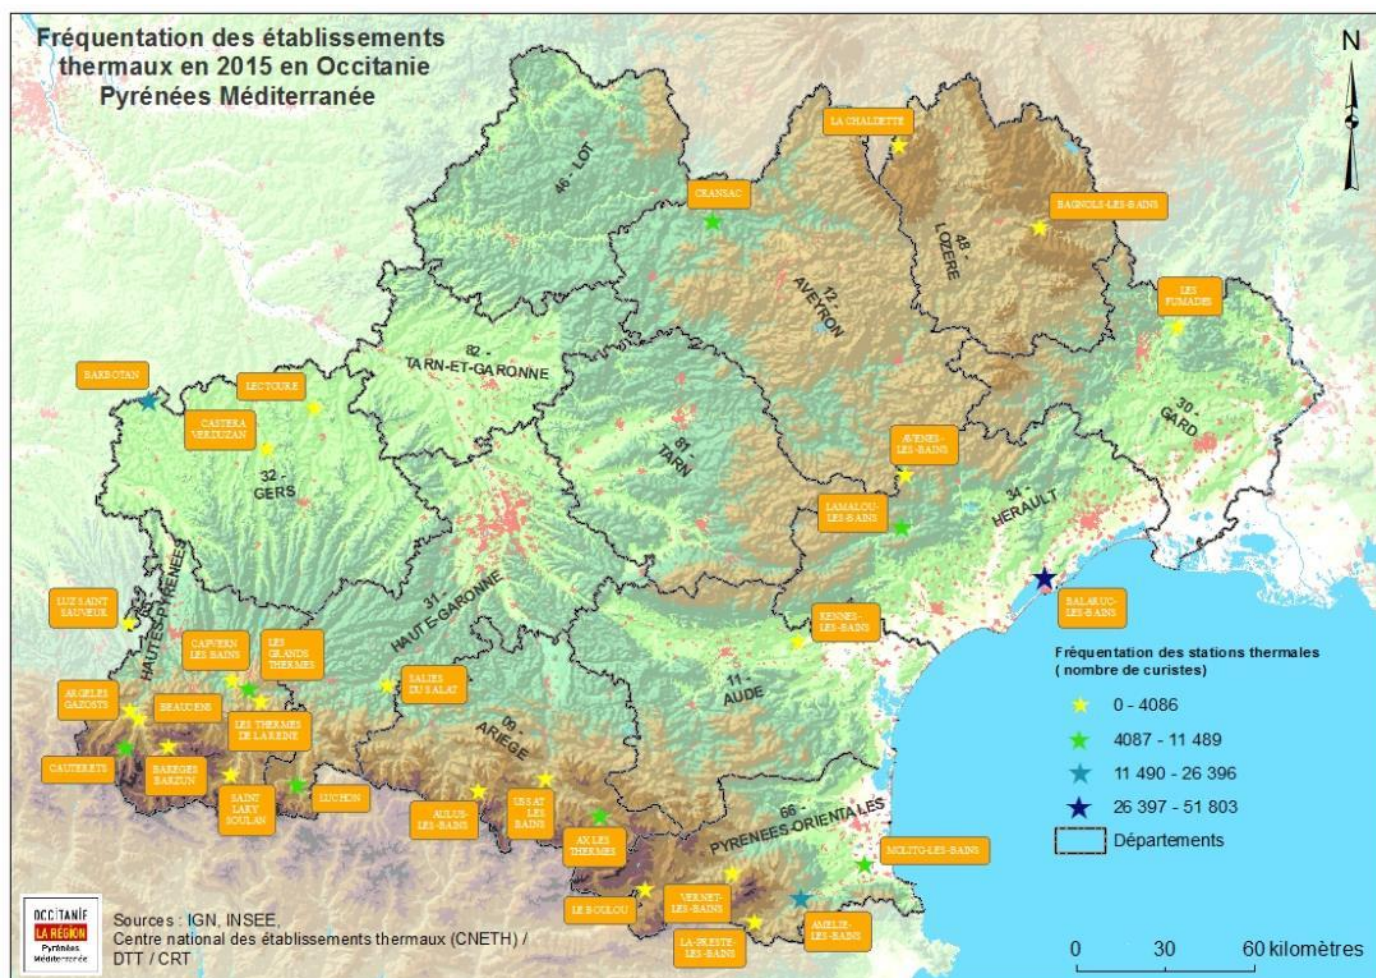 Fréquentation des établissements
thermaux en 2015 en Occitanie
Pyrénées Méditerranée
N
LA CHALDETTE
46 - LOT
CRANSAC
BAGNOLS-LES-BAINS
48 -
LOZERE
12 -
AVEYRON
LES
FUMADES
82 -
TARN-ET-GARONNE
BARBOTAN
LECTOURE
CASTERA
VERDUZAN
30 -
GARD
81 -
TARN
AVENES-
LES-BAINS
32 -
GERS
34 -
HERAULT
LAMALOU-
LES-BAINS
LUZ SAINT
SAUVEUR
65 -
HAUTES-PYRENEES
31 -
HAUTE-GARONNE
BALARUC-
LES-BAINS
RENNES-
LES-BAINS
CAPVERN
LES BAINS
LES
GRANDS
THERMES
SALIES
DU SALAT
11 -
AUDE
ARGELES
GAZOSTS
BEAUCENS
LES THERMES
DE LA REINE
09 -
ARIEGE
CAUTERETS
BAREGES
BARZUN
SAINT
LARY
SOULAN
LUCHON
AULUS-
LES-BAINS
USSAT
LES
BAINS
AX LES
THERMES
66 -
PYRENEES-ORIENTALES
MOLITG-LES-BAINS
LE BOULOU
VERNET-
LES-BAINS
LA-PRESTE-
LES-BAINS
AMELIE-
LES-BAINS
Fréquentation des stations thermales
( nombre de curistes)
0 - 4086
4087 - 11 489
11 490 - 26 396
26 397 - 51 803
Départements
OCCITANIE
LA RÉGION
Pyrénées
Méditerranée
Sources : IGN, INSEE,
Centre national des établissements thermaux (CNETH) /
DTT / CRT
0 30 60 kilomètres